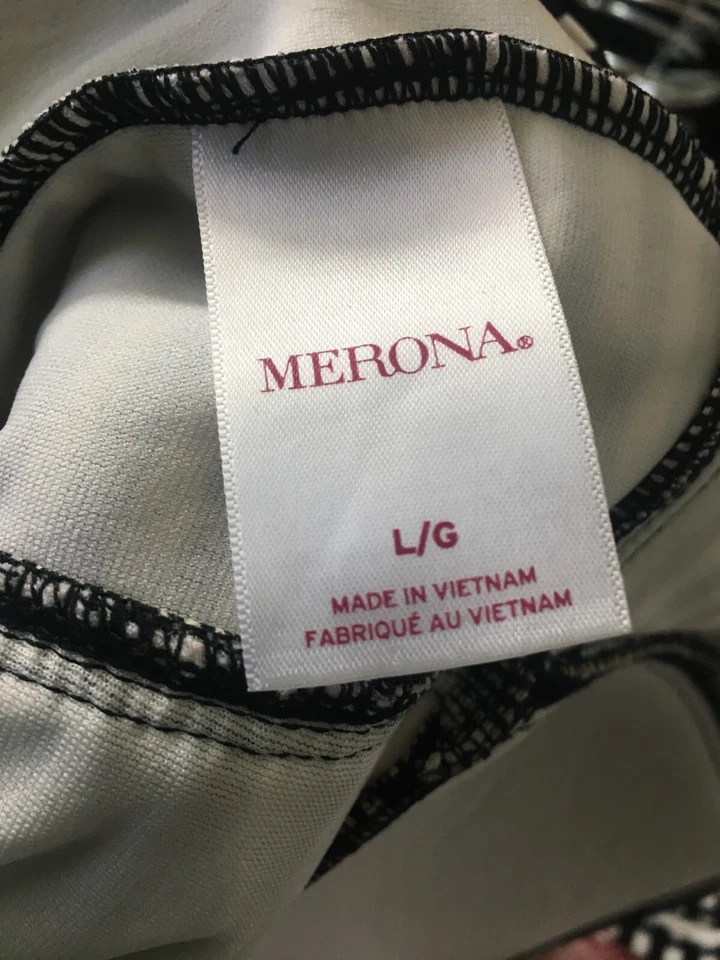 MERONA®
L/G
MADE IN VIETNAM
FABRIQUÉ AU VIETNAM